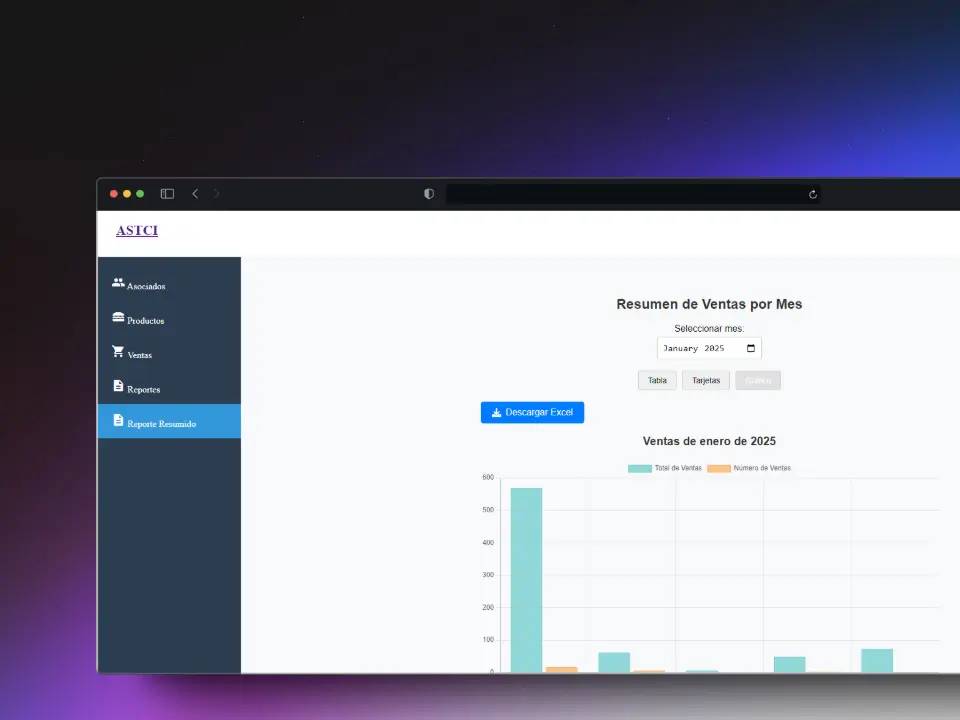 ASTCI
Asociados
Productos
Ventas
Reportes
Reporte Resumido
Resumen de Ventas por Mes
Seleccionar mes:
January 2025
Tabla Tarjetas Gráfico
Descargar Excel
Ventas de enero de 2025
Total de Ventas Número de Ventas
600
500
400
300
200
100
0